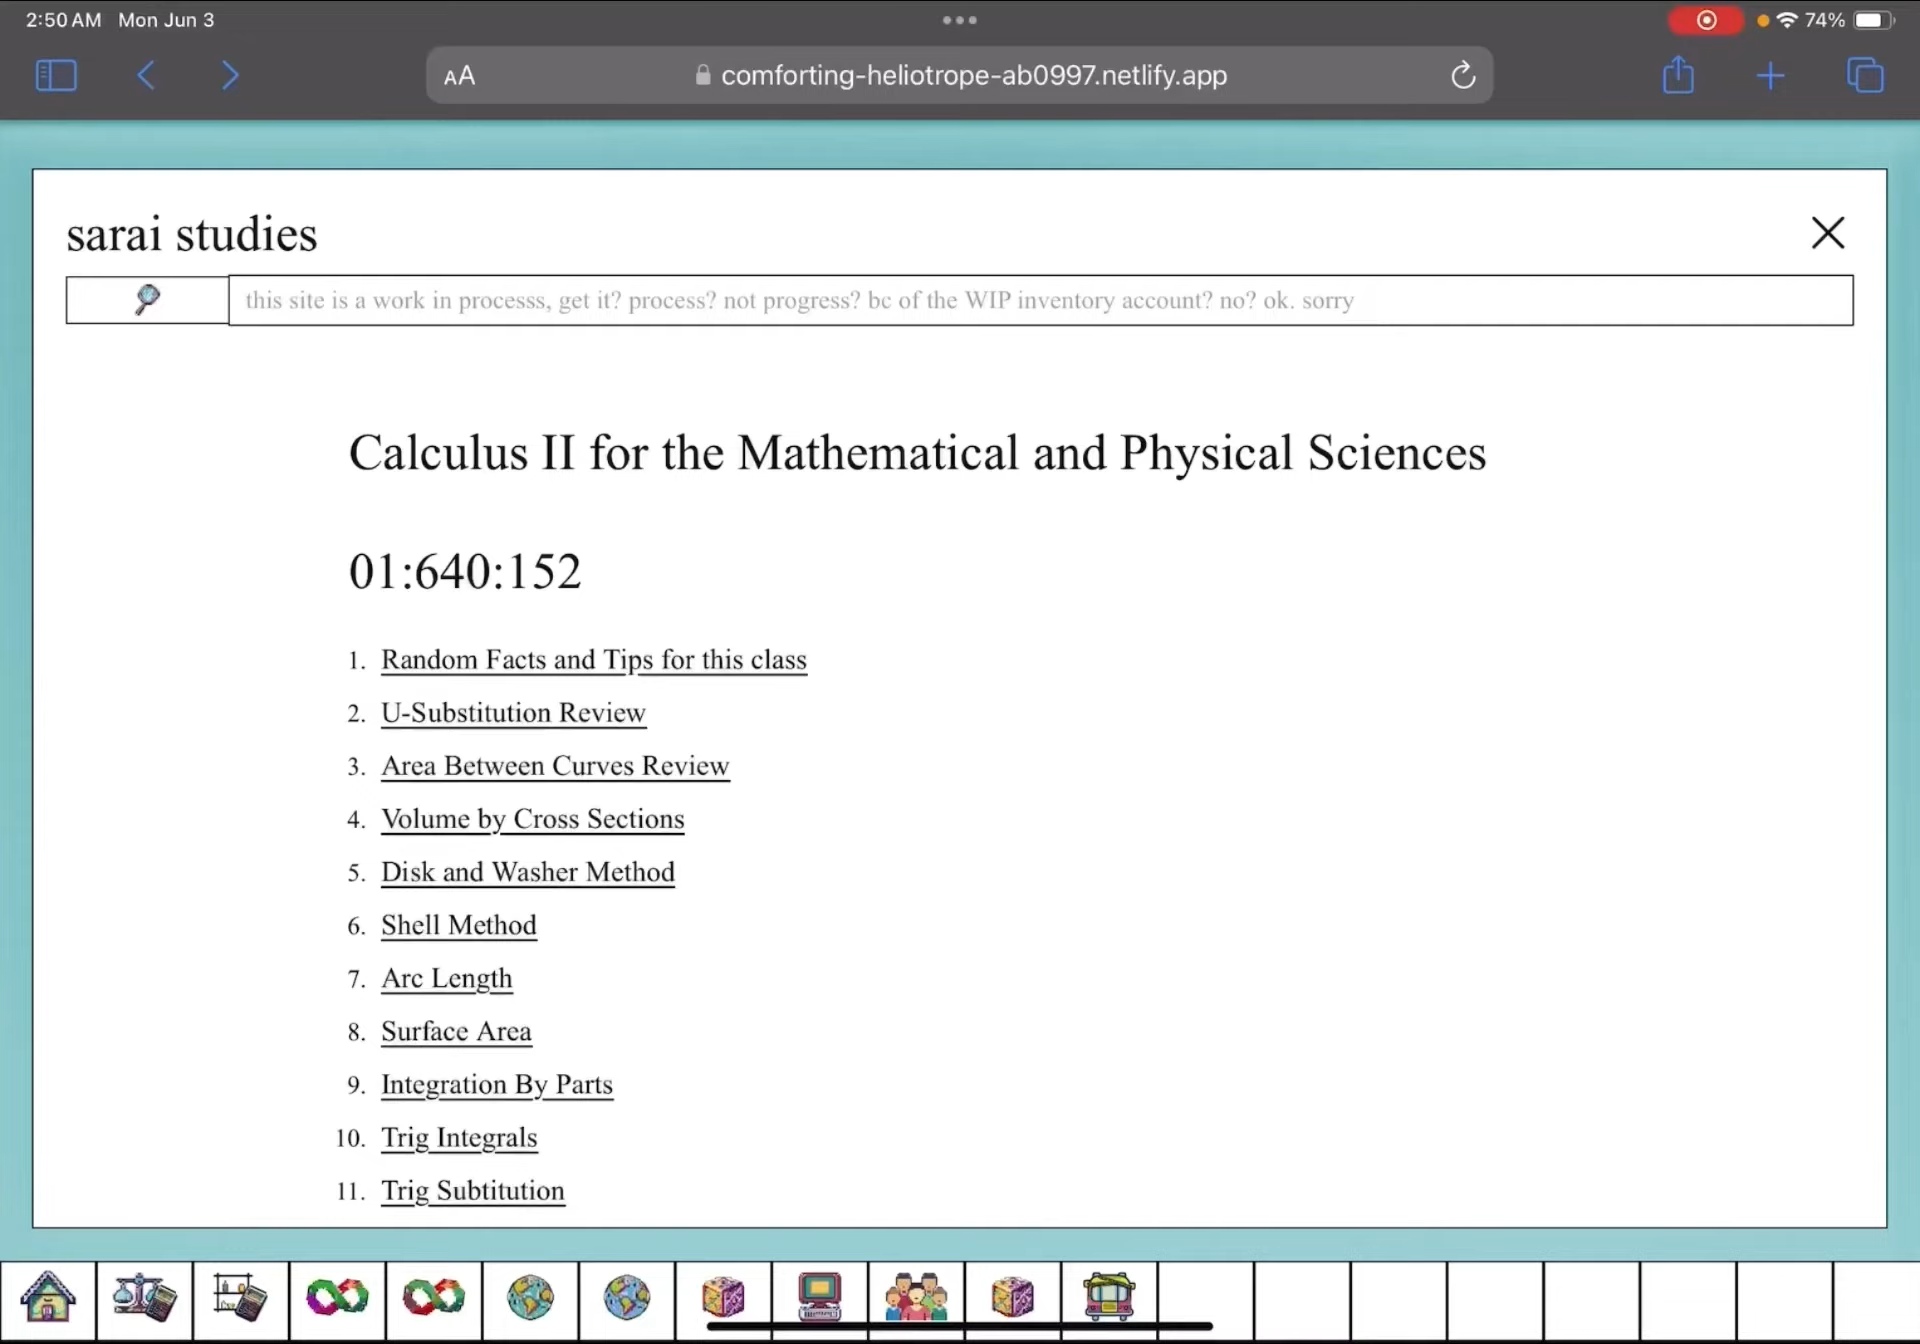 2:50 AM Mon Jun 3
74%
AA
comforting-heliotrope-ab0997.netlify.app
sarai studies
this site is a work in processs, get it? process? not progress? bc of the WIP inventory account? no? ok. sorry
Calculus II for the Mathematical and Physical Sciences
01:640:152
1. Random Facts and Tips for this class
2. U-Substitution Review
3. Area Between Curves Review
4. Volume by Cross Sections
5. Disk and Washer Method
6. Shell Method
7. Arc Length
8. Surface Area
9. Integration By Parts
10. Trig Integrals
11. Trig Subtitution